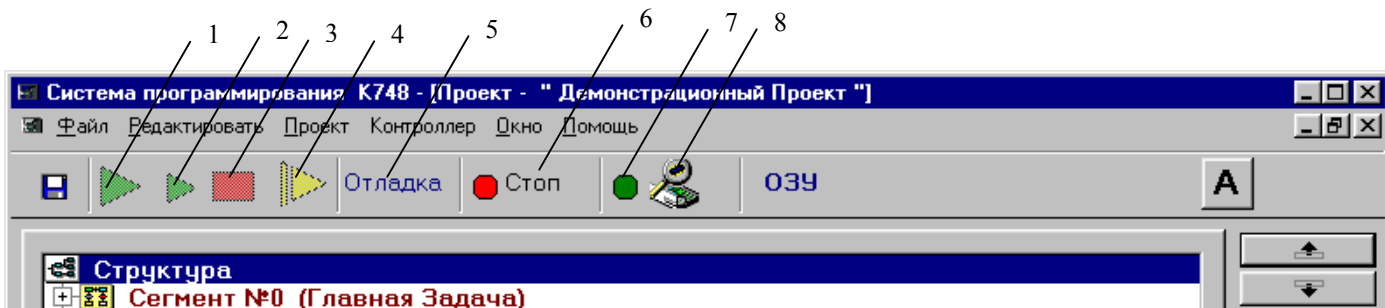 1 2 3 4 5 6 7 8
Система программирования К748 - [Проект - " Демонстрационный Проект "]
Файл Редактировать Проект Контроллер Окно Помощь
Отладка Стоп ОЗУ А
Структура
Сегмент №0 (Главная Задача)